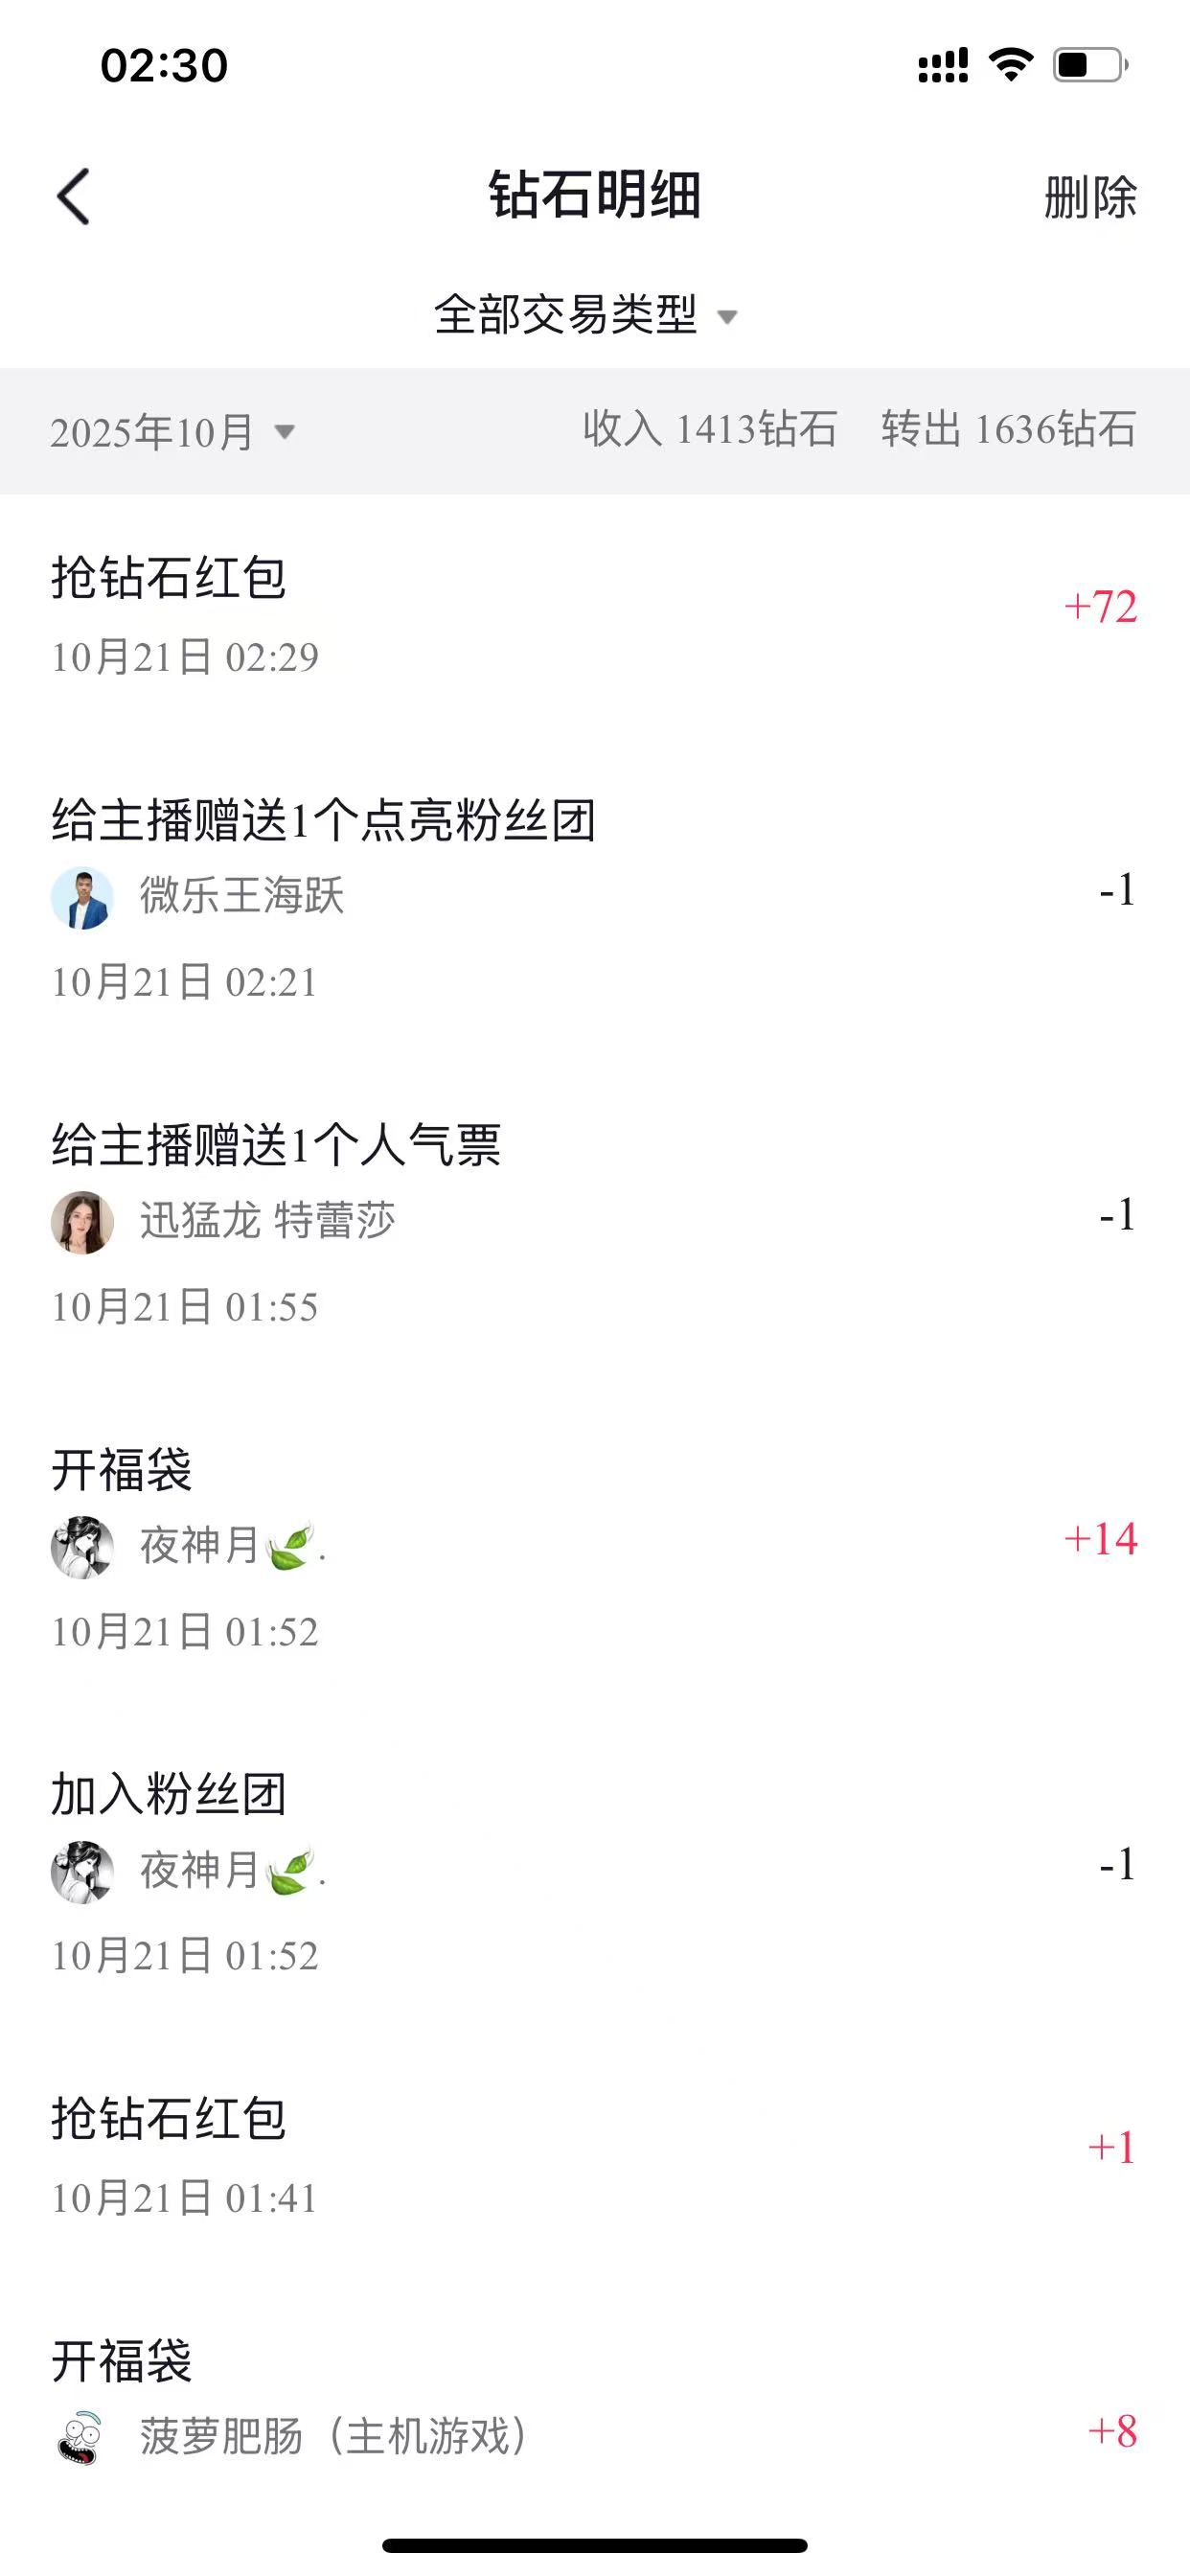 02:30
钻石明细
删除
全部交易类型
2025年10月 收入 1413钻石 转出 1636钻石
抢钻石红包
+72
10月21日 02:29
给主播赠送1个点亮粉丝团
微乐王海跃
-1
10月21日 02:21
给主播赠送1个人气票
迅猛龙 特蕾莎
-1
10月21日 01:55
开福袋
夜神月🍃.
+14
10月21日 01:52
加入粉丝团
夜神月🍃.
-1
10月21日 01:52
抢钻石红包
+1
10月21日 01:41
开福袋
菠萝肥肠（主机游戏）
+8